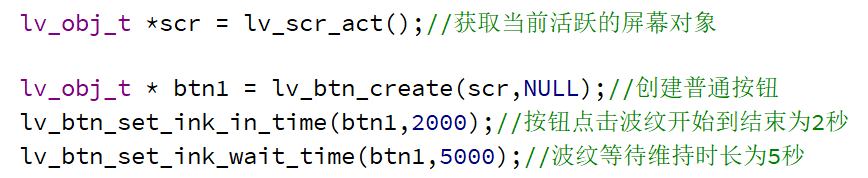 lv_obj_t *scr = lv_scr_act();//获取当前活跃的屏幕对象
lv_obj_t * btn1 = lv_btn_create(scr,NULL);//创建普通按钮
lv_btn_set_ink_in_time(btn1,2000);//按钮点击波纹开始到结束为2秒
lv_btn_set_ink_wait_time(btn1,5000);//波纹等待维持时长为5秒